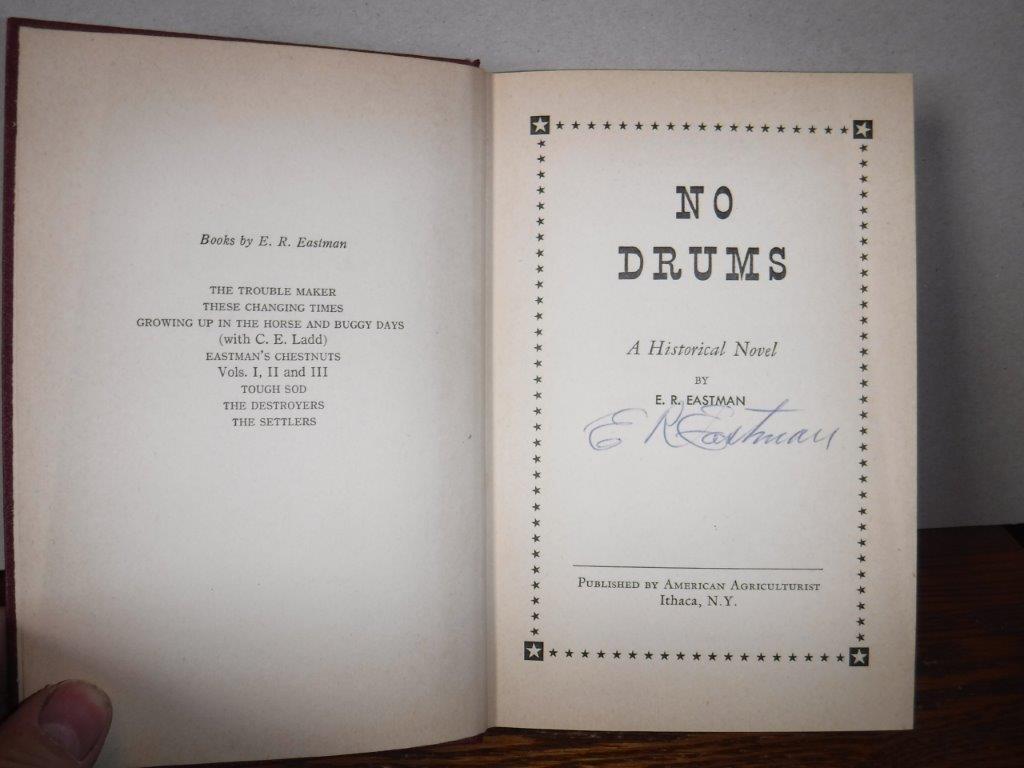 Books by E. R. Eastman
THE TROUBLE MAKER
THESE CHANGING TIMES
GROWING UP IN THE HORSE AND BUGGY DAYS
(with C. E. Ladd)
EASTMAN'S CHESTNUTS
Vols. I, II and III
TOUGH SOD
THE DESTROYERS
THE SETTLERS
NO
DRUMS
A Historical Novel
BY
E. R. EASTMAN
E R Eastman
PUBLISHED BY AMERICAN AGRICULTURIST
Ithaca, N.Y.